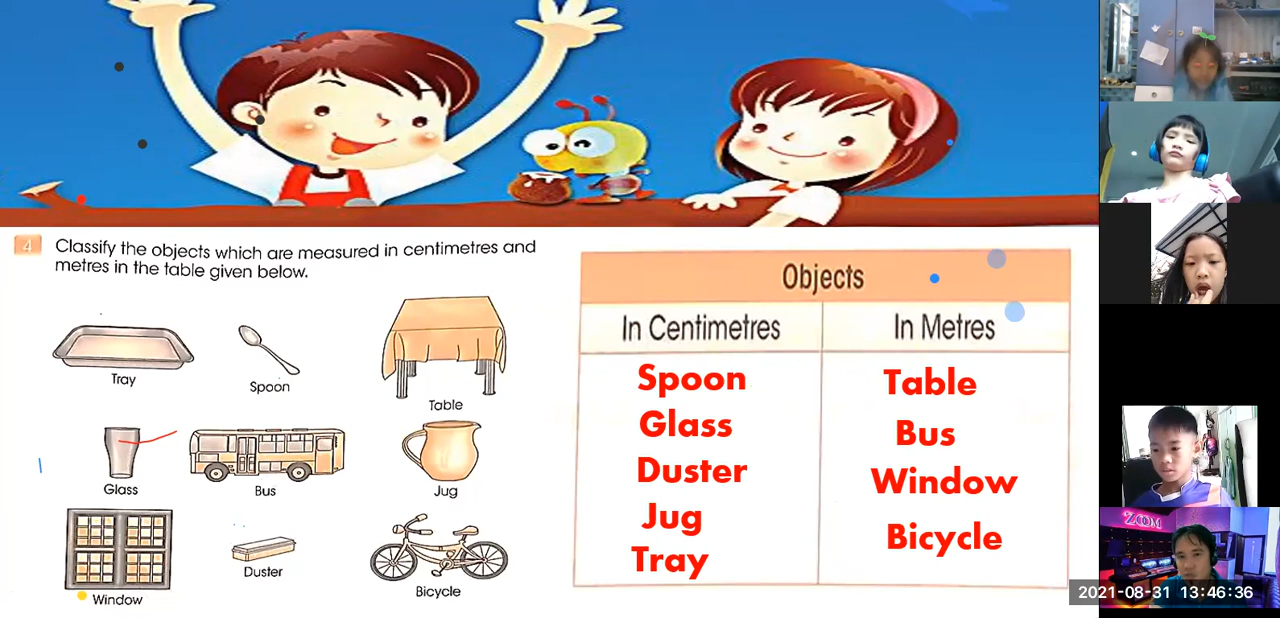 4 Classify the objects which are measured in centimetres and
metres in the table given below.
Tray
Spoon
Table
Glass
Bus
Jug
Window
Duster
Bicycle
Objects
In Centimetres In Metres
Spoon Table
Glass Bus
Duster Window
Jug Bicycle
Tray
ZOOM
2021-08-31 13:46:36